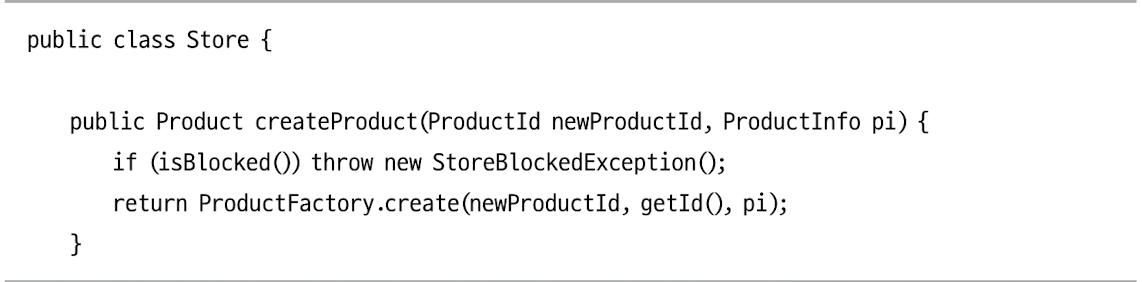 public class Store {
public Product createProduct(ProductId newProductId, ProductInfo pi) {
if (isBlocked()) throw new StoreBlockedException();
return ProductFactory.create(newProductId, getId(), pi);
}